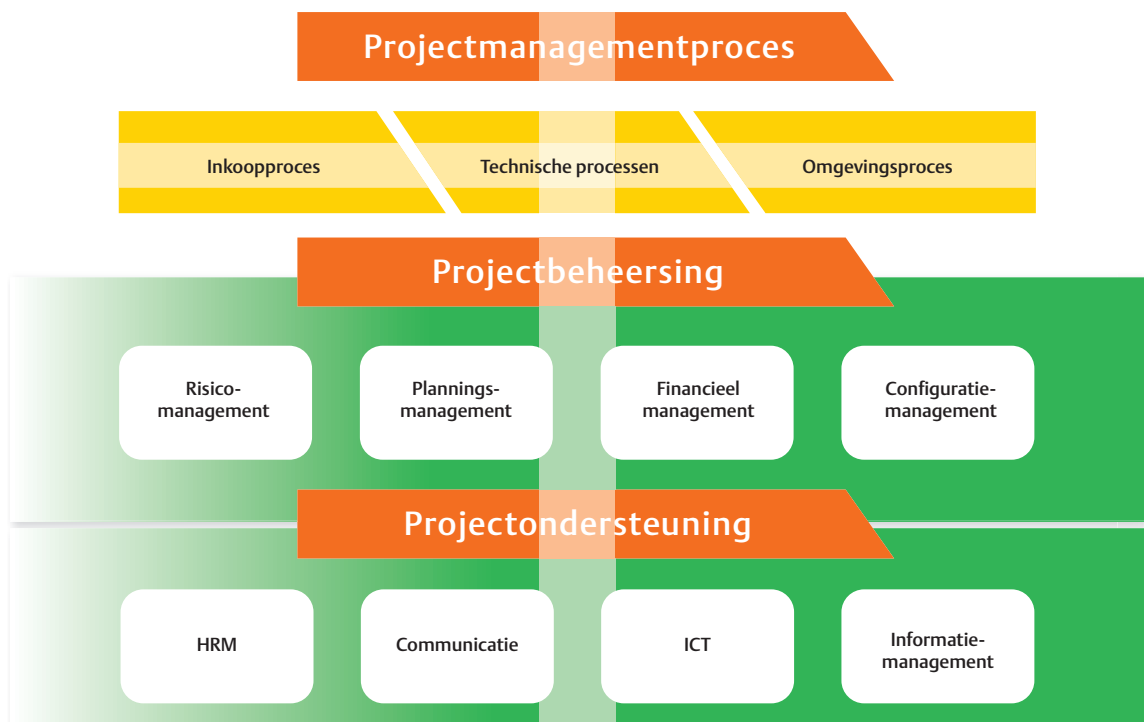 Projectmanagementproces
Inkoopproces
Technische processen
Omgevingsproces
Projectbeheersing
Risico-
management
Plannings-
management
Financieel
management
Configuratie-
management
Projectondersteuning
HRM
Communicatie
ICT
Informatie-
management